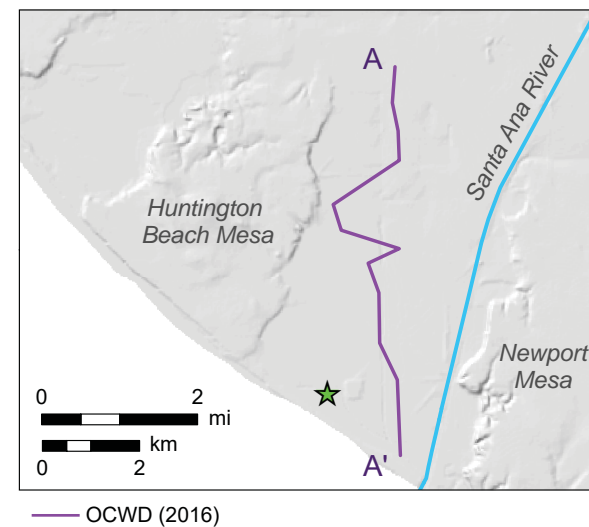 A
Santa Ana River
Huntington
Beach Mesa
Newport
Mesa
0 2
mi
km
0 2
A'
OCWD (2016)